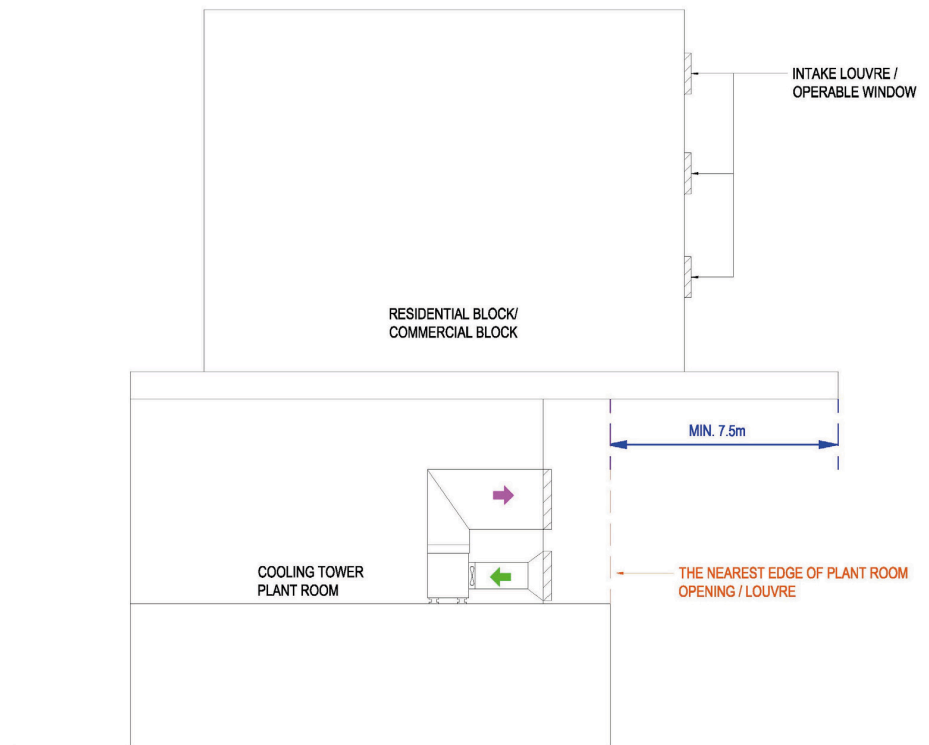 INTAKE LOUVRE /
OPERABLE WINDOW
RESIDENTIAL BLOCK/
COMMERCIAL BLOCK
MIN. 7.5m
COOLING TOWER
PLANT ROOM
THE NEAREST EDGE OF PLANT ROOM
OPENING / LOUVRE